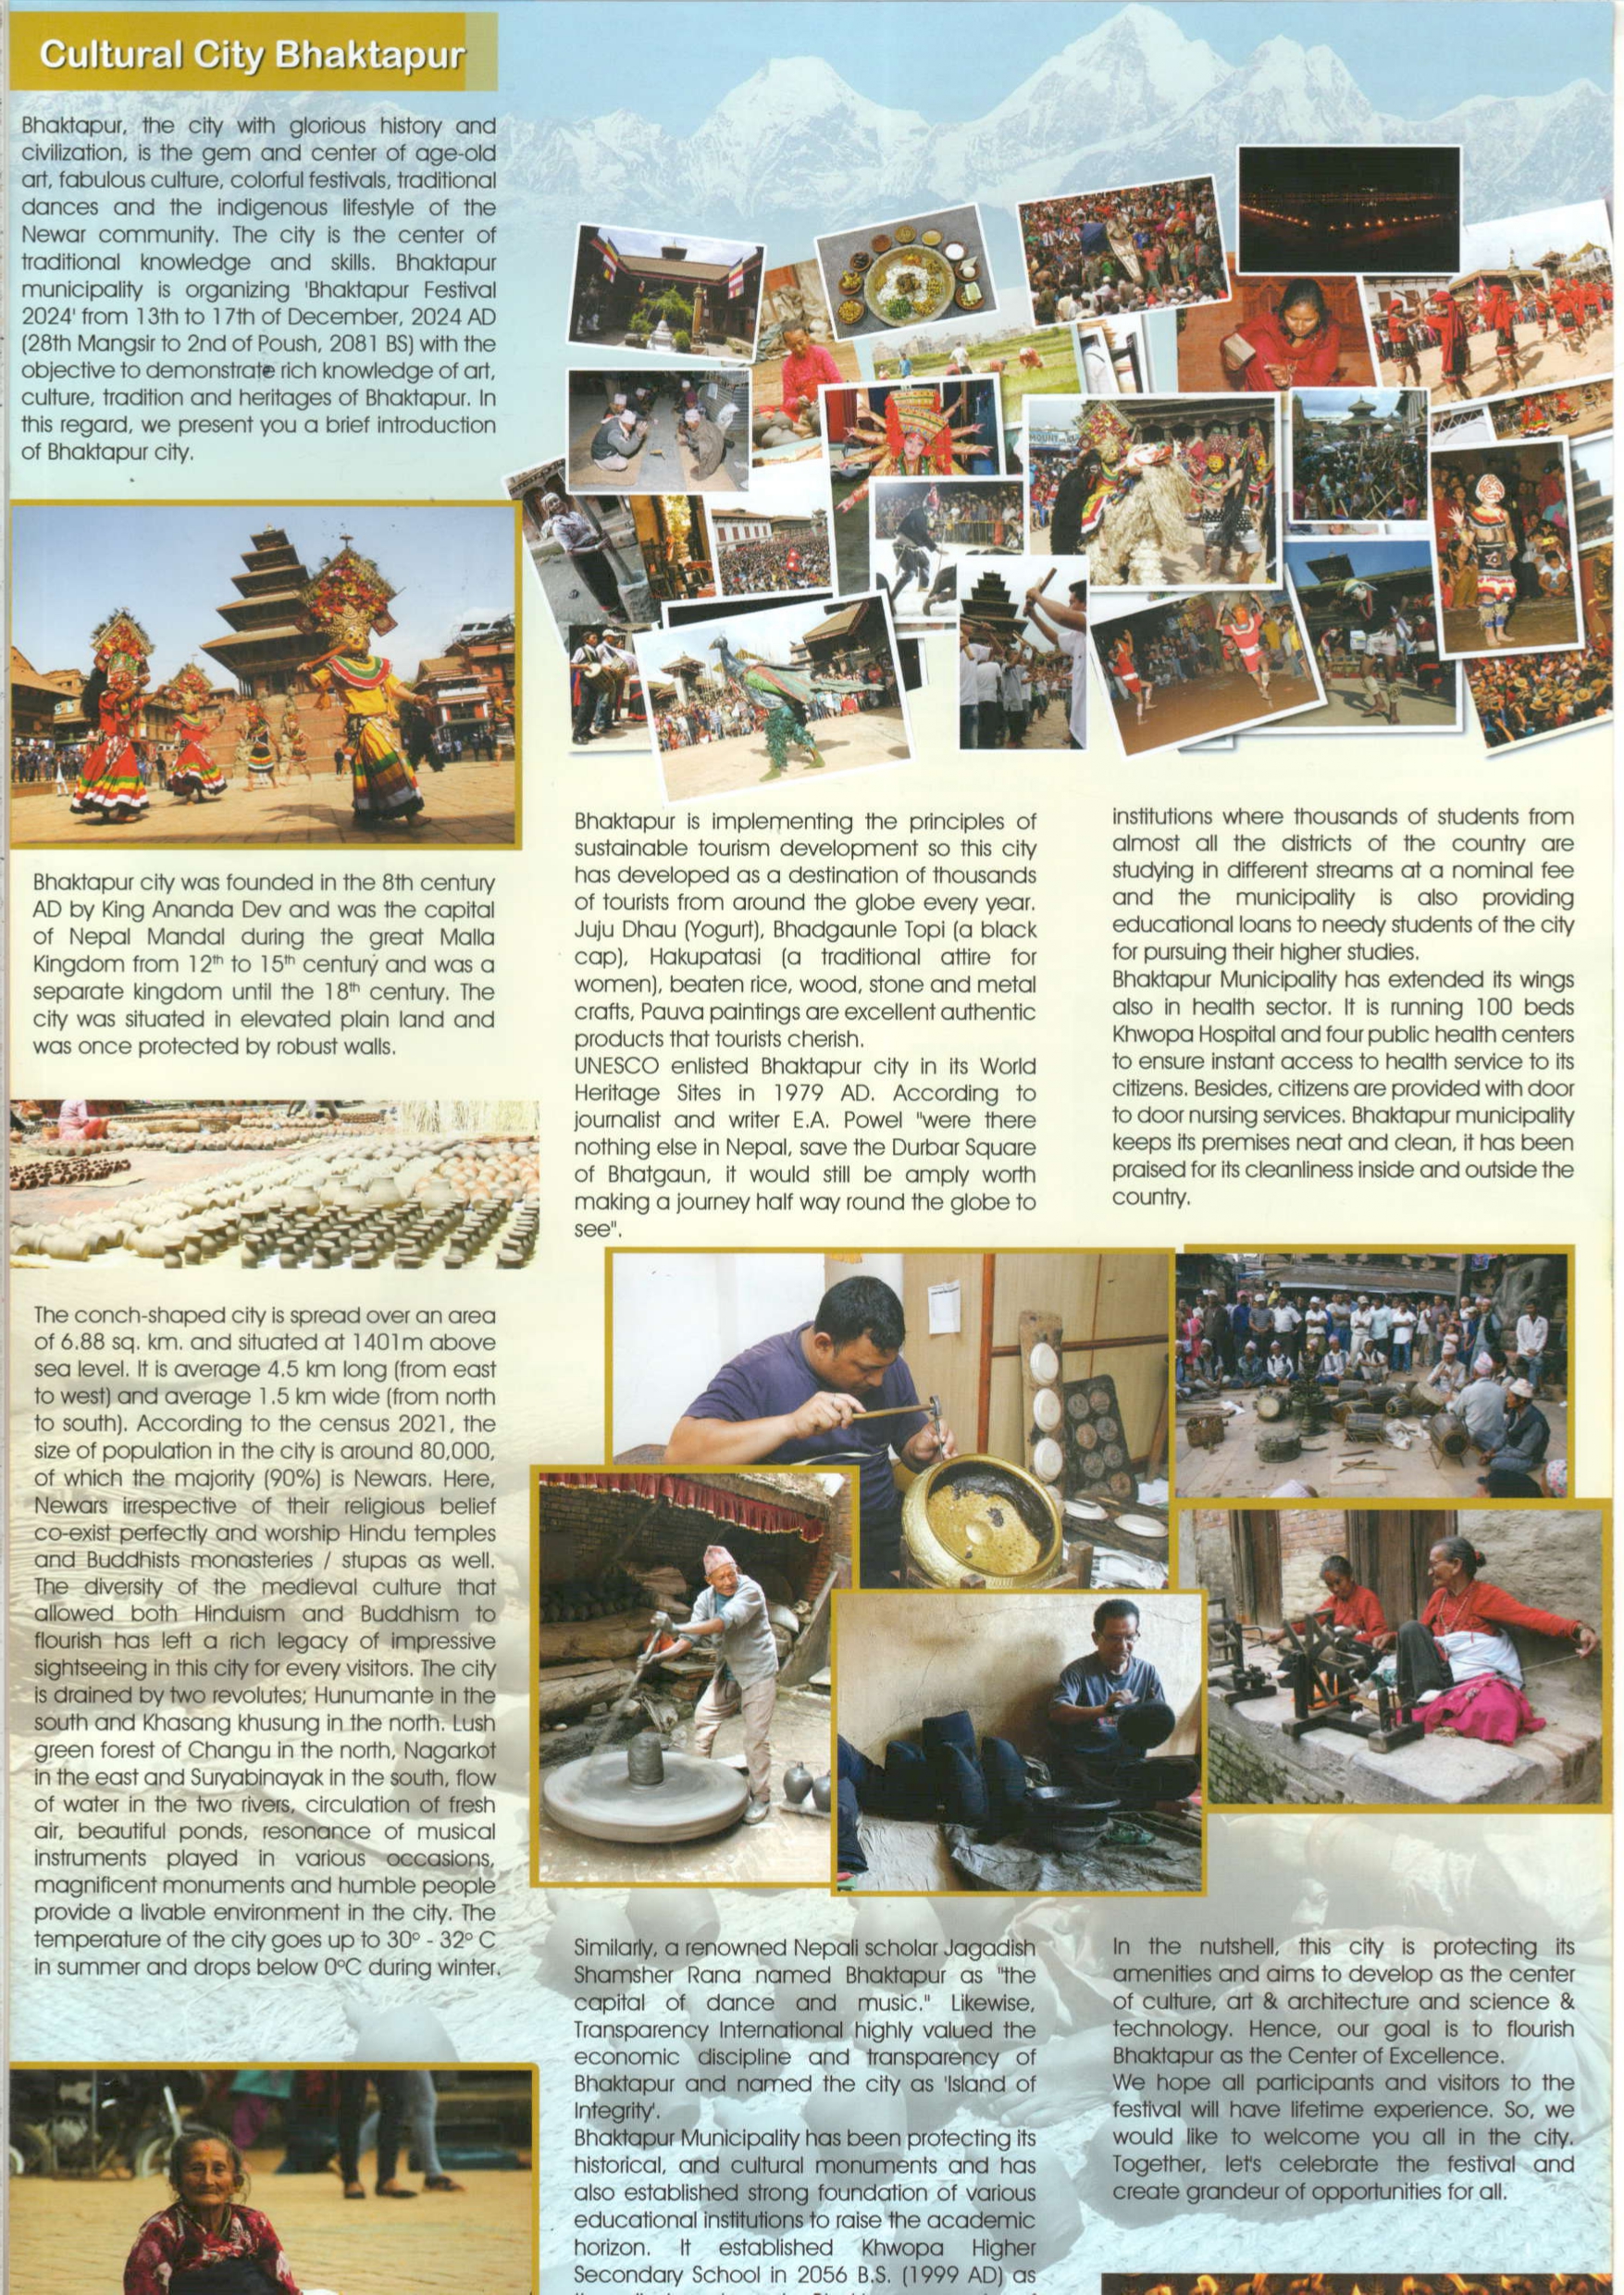 Cultural City Bhaktapur
Bhaktapur, the city with glorious history and
civilization, is the gem and center of age-old
art, fabulous culture, colorful festivals, traditional
dances and the indigenous lifestyle of the
Newar community. The city is the center of
traditional knowledge and skills. Bhaktapur
municipality is organizing 'Bhaktapur Festival
2024' from 13th to 17th of December, 2024 AD
(28th Mangsir to 2nd of Poush, 2081 BS) with the
objective to demonstrate rich knowledge of art,
culture, tradition and heritages of Bhaktapur. In
this regard, we present you a brief introduction
of Bhaktapur city.
Bhaktapur city was founded in the 8th century
AD by King Ananda Dev and was the capital
of Nepal Mandal during the great Malla
Kingdom from 12th to 15th century and was a
separate kingdom until the 18th century. The
city was situated in elevated plain land and
was once protected by robust walls.
The conch-shaped city is spread over an area
of 6.88 sq. km. and situated at 1401m above
sea level. It is average 4.5 km long (from east
to west) and average 1.5 km wide (from north
to south). According to the census 2021, the
size of population in the city is around 80,000,
of which the majority (90%) is Newars. Here,
Newars irrespective of their religious belief
co-exist perfectly and worship Hindu temples
and Buddhists monasteries / stupas as well.
The diversity of the medieval culture that
allowed both Hinduism and Buddhism to
flourish has left a rich legacy of impressive
sightseeing in this city for every visitors. The city
is drained by two revolutes; Hunumante in the
south and Khasang khusung in the north. Lush
green forest of Changu in the north, Nagarkot
in the east and Suryabinayak in the south, flow
of water in the two rivers, circulation of fresh
air, beautiful ponds, resonance of musical
instruments played in various occasions,
magnificent monuments and humble people
provide a livable environment in the city. The
temperature of the city goes up to 30º - 32º C
in summer and drops below 0ºC during winter.
Bhaktapur is implementing the principles of
sustainable tourism development so this city
has developed as a destination of thousands
of tourists from around the globe every year.
Juju Dhau (Yogurt), Bhadgaunle Topi (a black
cap), Hakupatasi (a traditional attire for
women), beaten rice, wood, stone and metal
crafts, Pauva paintings are excellent authentic
products that tourists cherish.
UNESCO enlisted Bhaktapur city in its World
Heritage Sites in 1979 AD. According to
journalist and writer E.A. Powel "were there
nothing else in Nepal, save the Durbar Square
of Bhatgaun, it would still be amply worth
making a journey half way round the globe to
see".
Similarly, a renowned Nepali scholar Jagadish
Shamsher Rana named Bhaktapur as "the
capital of dance and music." Likewise,
Transparency International highly valued the
economic discipline and transparency of
Bhaktapur and named the city as 'Island of
Integrity'.
Bhaktapur Municipality has been protecting its
historical, and cultural monuments and has
also established strong foundation of various
educational institutions to raise the academic
horizon. It established Khwopa Higher
Secondary School in 2056 B.S. (1999 AD) as
institutions where thousands of students from
almost all the districts of the country are
studying in different streams at a nominal fee
and the municipality is also providing
educational loans to needy students of the city
for pursuing their higher studies.
Bhaktapur Municipality has extended its wings
also in health sector. It is running 100 beds
Khwopa Hospital and four public health centers
to ensure instant access to health service to its
citizens. Besides, citizens are provided with door
to door nursing services. Bhaktapur municipality
keeps its premises neat and clean, it has been
praised for its cleanliness inside and outside the
country.
In the nutshell, this city is protecting its
amenities and aims to develop as the center
of culture, art & architecture and science &
technology. Hence, our goal is to flourish
Bhaktapur as the Center of Excellence.
We hope all participants and visitors to the
festival will have lifetime experience. So, we
would like to welcome you all in the city.
Together, let's celebrate the festival and
create grandeur of opportunities for all.